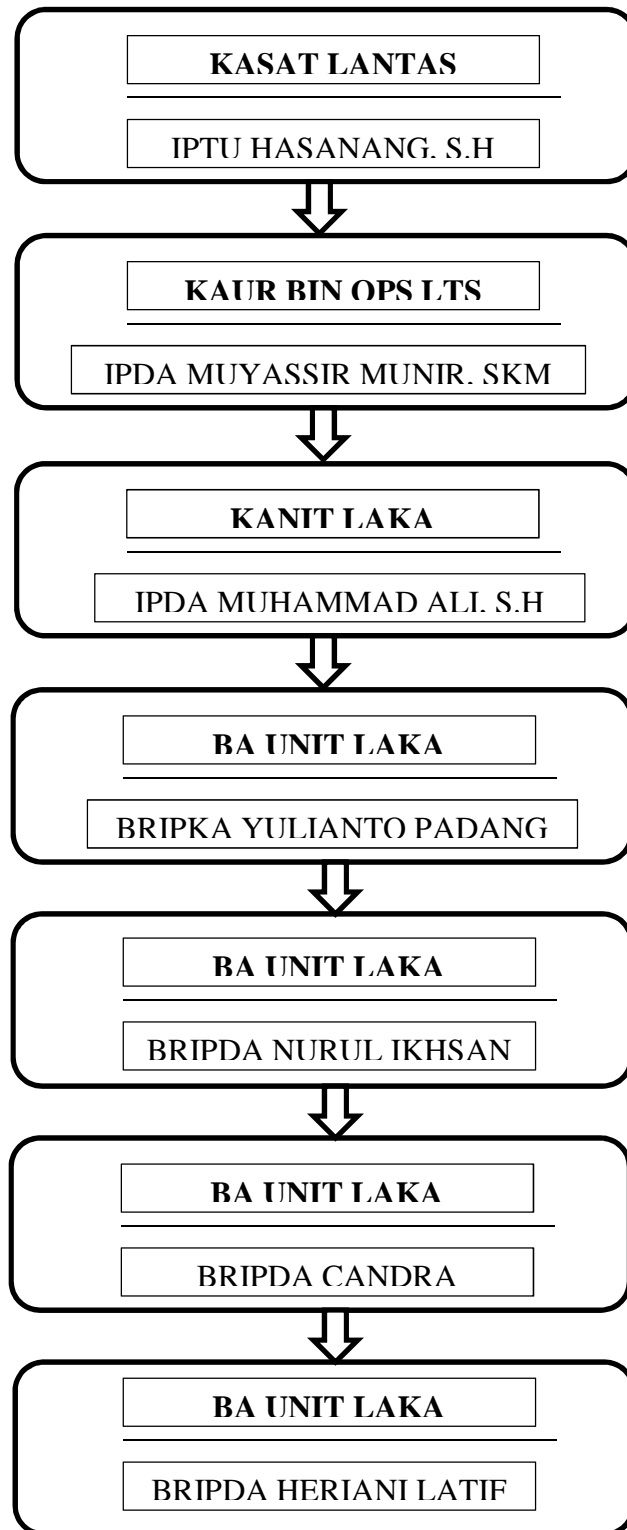 KASAT LANTAS
IPTU HASANANG, S.H
KAUR BIN OPS LTS
IPDA MUYASSIR MUNIR, SKM
KANIT LAKA
IPDA MUHAMMAD ALI, S.H
BA UNIT LAKA
BRIPKA YULIANTO PADANG
BA UNIT LAKA
BRIPDA NURUL IKHSAN
BA UNIT LAKA
BRIPDA CANDRA
BA UNIT LAKA
BRIPDA HERIANI LATIF